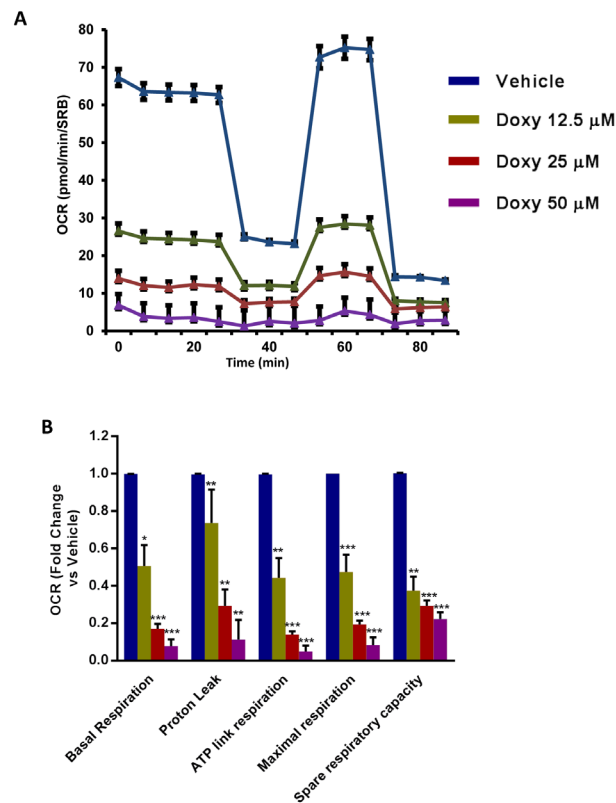 A
80
70
60
50
40
30
20
10
0
OCR (pmol/min/SRB)
0 20 40 60 80
Time (min)
Vehicle
Doxy 12.5 μM
Doxy 25 μM
Doxy 50 μM
B
1.2
1.0
0.8
0.6
0.4
0.2
0.0
OCR (Fold Change
vs Vehicle)
* *** ***
** ** **
** *** ***
*** *** ***
** *** ***
Basal Respiration
Proton Leak
ATP link respiration
Maximal respiration
Spare respiratory capacity